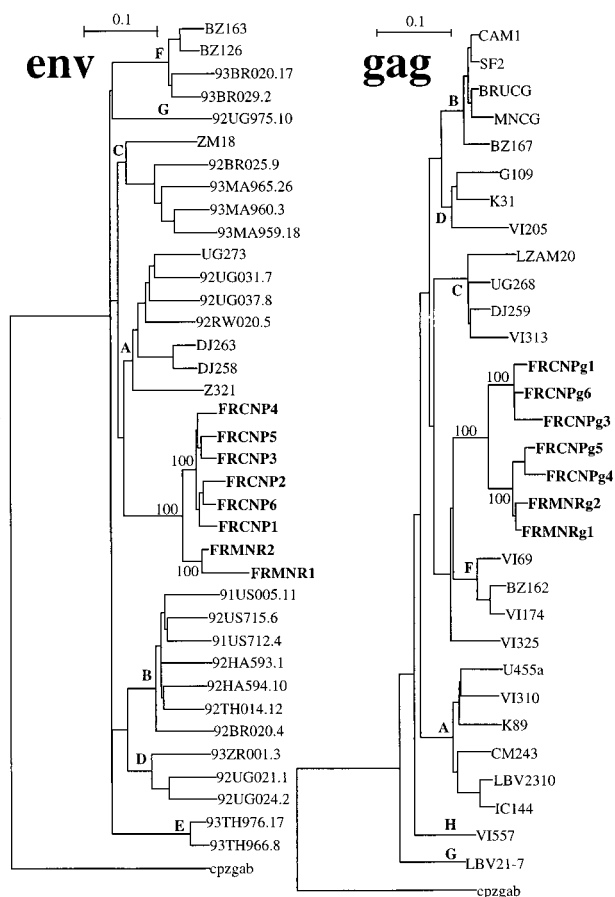 0.1
env
BZ163
F
BZ126
93BR020.17
93BR029.2
G
92UG975.10
ZM18
C
92BR025.9
93MA965.26
93MA960.3
93MA959.18
UG273
92UG031.7
92UG037.8
92RW020.5
DJ263
A
DJ258
Z321
FRCNP4
FRCNP5
100
FRCNP3
FRCNP2
FRCNP6
100
FRCNP1
FRMNR2
100
FRMNR1
91US005.11
92US715.6
91US712.4
92HA593.1
B
92HA594.10
92TH014.12
92BR020.4
93ZR001.3
D
92UG021.1
92UG024.2
93TH976.17
E
93TH966.8
cpzgab
0.1
gag
CAM1
SF2
BRUCG
B
MNCG
BZ167
G109
K31
D
VI205
LZAM20
UG268
C
DJ259
VI313
FRCNPg1
100
FRCNPg6
FRCNPg3
100
FRCNPg5
FRCNPg4
100
FRMNRg2
FRMNRg1
VI69
F
BZ162
VI174
VI325
U455a
VI310
A
K89
CM243
LBV2310
IC144
H
VI557
G
LBV21-7
cpzgab